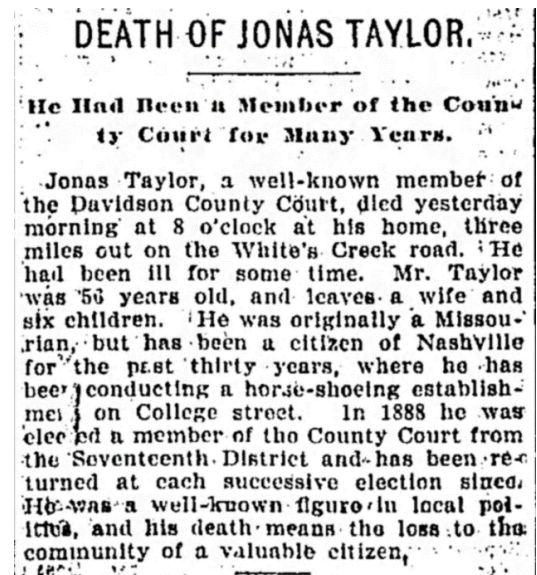 DEATH OF JONAS TAYLOR.
He Had Been a Member of the Coun-
ty Court for Many Years.
Jonas Taylor, a well-known member of
the Davidson County Court, died yesterday
morning at 8 o'clock at his home, three
miles out on the White's Creek road. He
had been ill for some time. Mr. Taylor
was 56 years old, and leaves a wife and
six children. He was originally a Missou-
rian, but has been a citizen of Nashville
for the past thirty years, where he has
been conducting a horse-shoeing establish-
ment on College street. In 1888 he was
elected a member of the County Court from
the Seventeenth District and has been re-
turned at each successive election since.
He was a well-known figure in local pol-
itics, and his death means the loss to the
community of a valuable citizen.